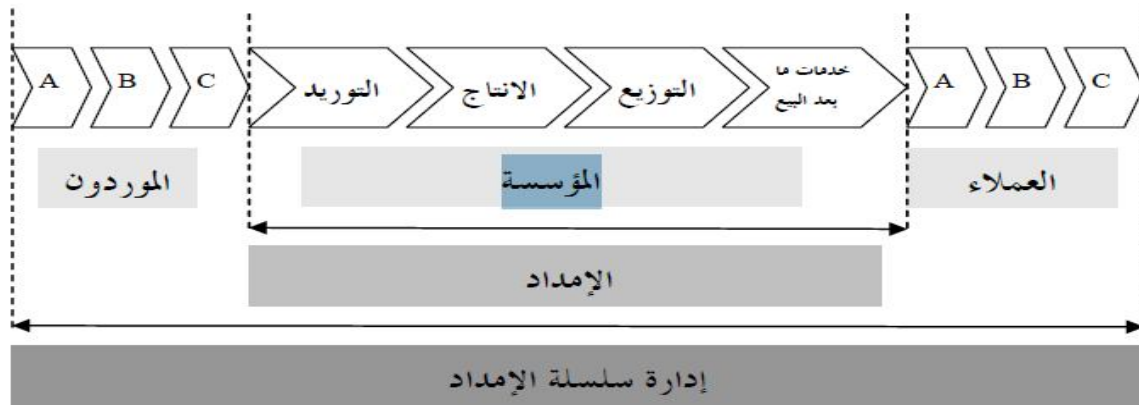 A
B
C
التوريد
الانتاج
التوزيع
خدمات ما
بعد البيع
A
B
C
الموردون
المؤسسة
العملاء
الإمداد
إدارة سلسلة الإمداد